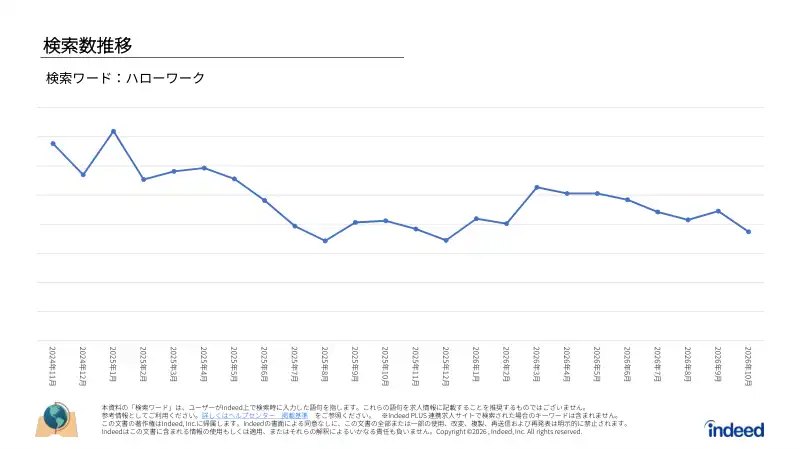 検索数推移
検索ワード：ハローワーク
2024年11月
2024年12月
2025年1月
2025年2月
2025年3月
2025年4月
2025年5月
2025年6月
2025年7月
2025年8月
2025年9月
2025年10月
2025年11月
2025年12月
2026年1月
2026年2月
2026年3月
2026年4月
2026年5月
2026年6月
2026年7月
2026年8月
2026年9月
2026年10月
本資料の「検索ワード」は、ユーザーがIndeed上で検索時に入力した語句を指します。これらの語句を求人情報に記載することを推奨するものではございません。
参考情報としてご利用ください。詳しくはヘルプセンター　掲載基準　をご参照ください。　※Indeed PLUS 連携求人サイトで検索された場合のキーワードは含まれません。
この文書の著作権はIndeed, Inc.に帰属します。Indeedの書面による同意なしに、この文書の全部または一部の使用、改変、複製、再送信および再発表は明示的に禁止されます。
Indeedはこの文書に含まれる情報の使用もしくは適用、またはそれらの解釈によるいかなる責任も負いません。Copyright ©2026 , Indeed, Inc. All rights reserved.
indeed